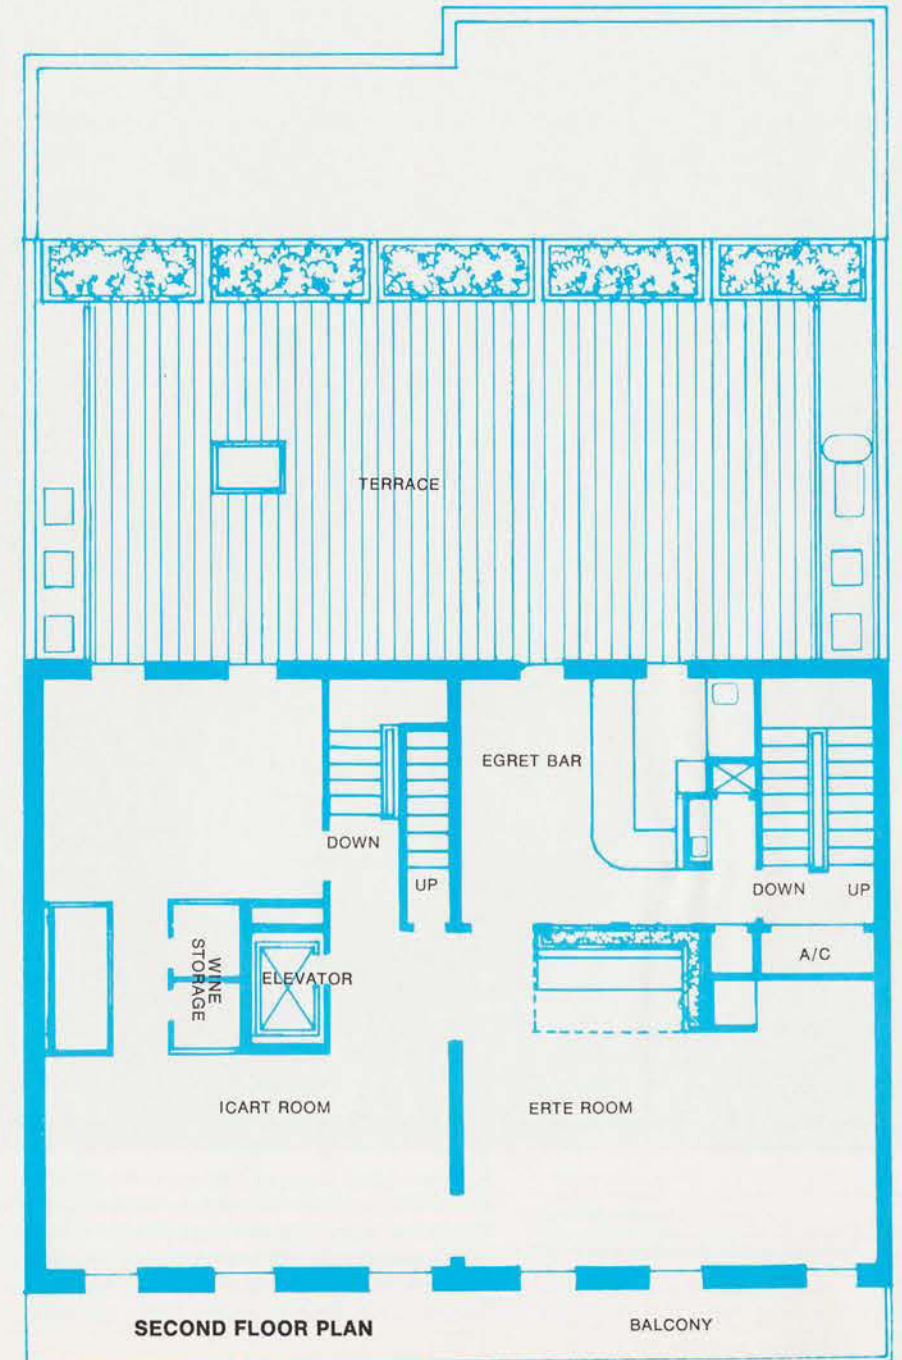 TERRACE
EGRET BAR
DOWN
UP
DOWN UP
A/C
WINE
STORAGE
ELEVATOR
ICART ROOM
ERTE ROOM
SECOND FLOOR PLAN
BALCONY